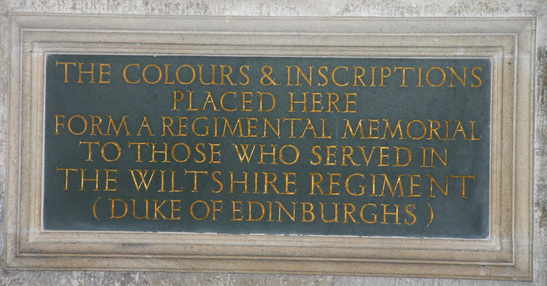 THE COLOURS & INSCRIPTIONS
PLACED HERE
FORM A REGIMENTAL MEMORIAL
TO THOSE WHO SERVED IN
THE WILTSHIRE REGIMENT
(DUKE OF EDINBURGHS)